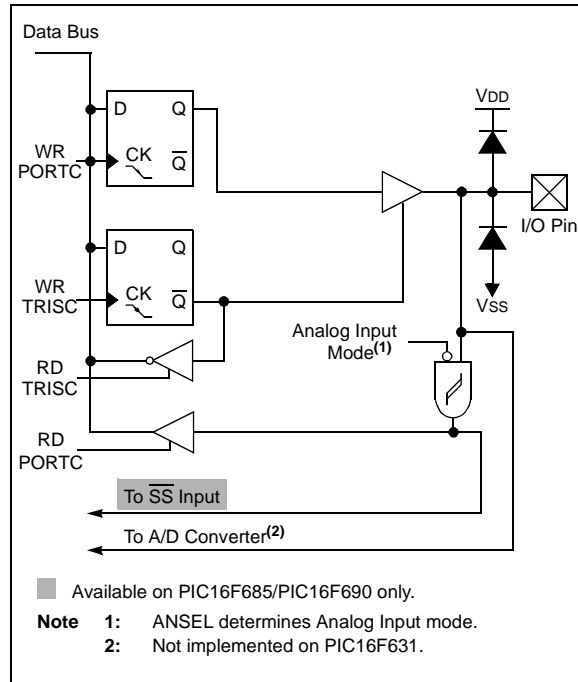 Data Bus
D Q
VDD
WR
PORTC
CK Q̅
I/O Pin
D Q
WR
TRISC
CK Q̅
VSS
Analog Input
Mode(1)
RD
TRISC
RD
PORTC
To S̅S̅ Input
To A/D Converter(2)
Available on PIC16F685/PIC16F690 only.
Note 1: ANSEL determines Analog Input mode.
2: Not implemented on PIC16F631.